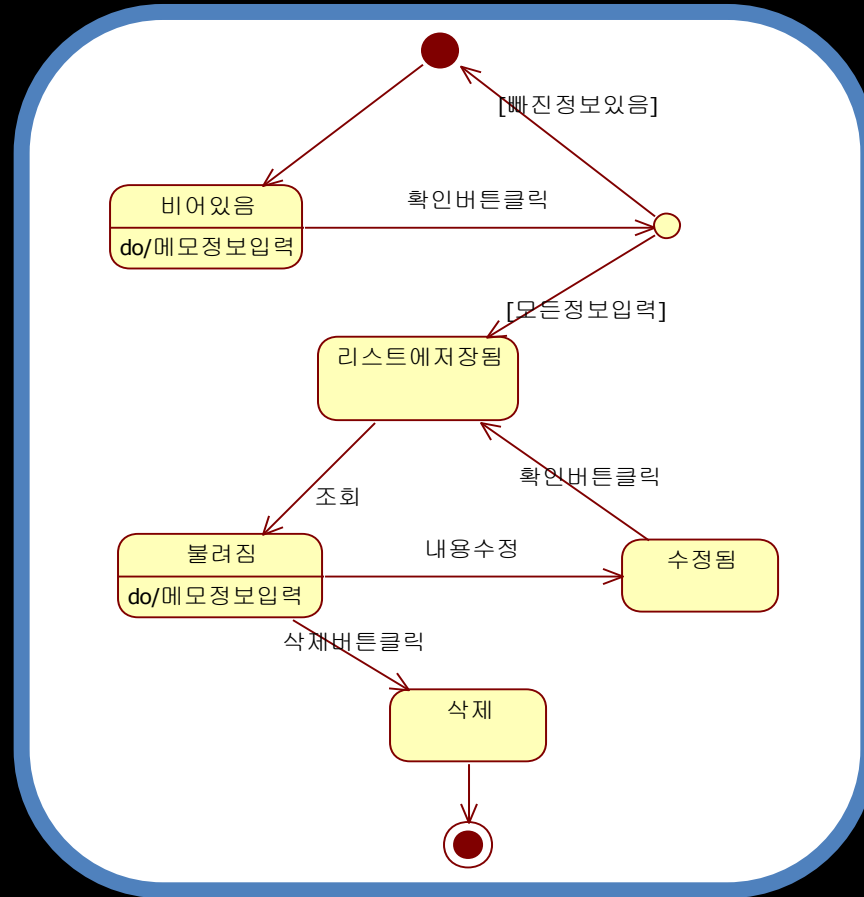 [빠진정보있음]
비어있음
do/메모정보입력
확인버튼클릭
[모든정보입력]
리스트에저장됨
조회
확인버튼클릭
불려짐
do/메모정보입력
내용수정
수정됨
삭제버튼클릭
삭제